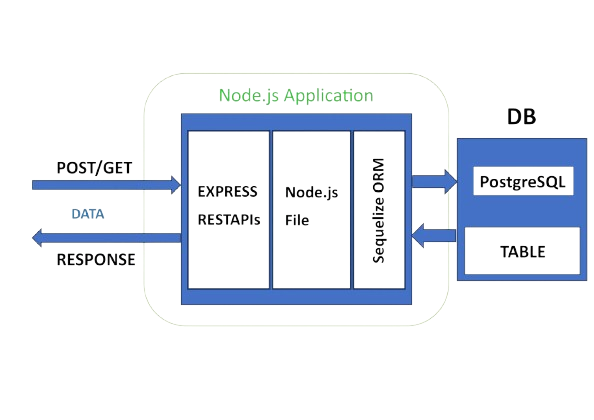 Node.js Application
DB
POST/GET
DATA
RESPONSE
EXPRESS
RESTAPIs
Node.js
File
Sequelize ORM
PostgreSQL
TABLE